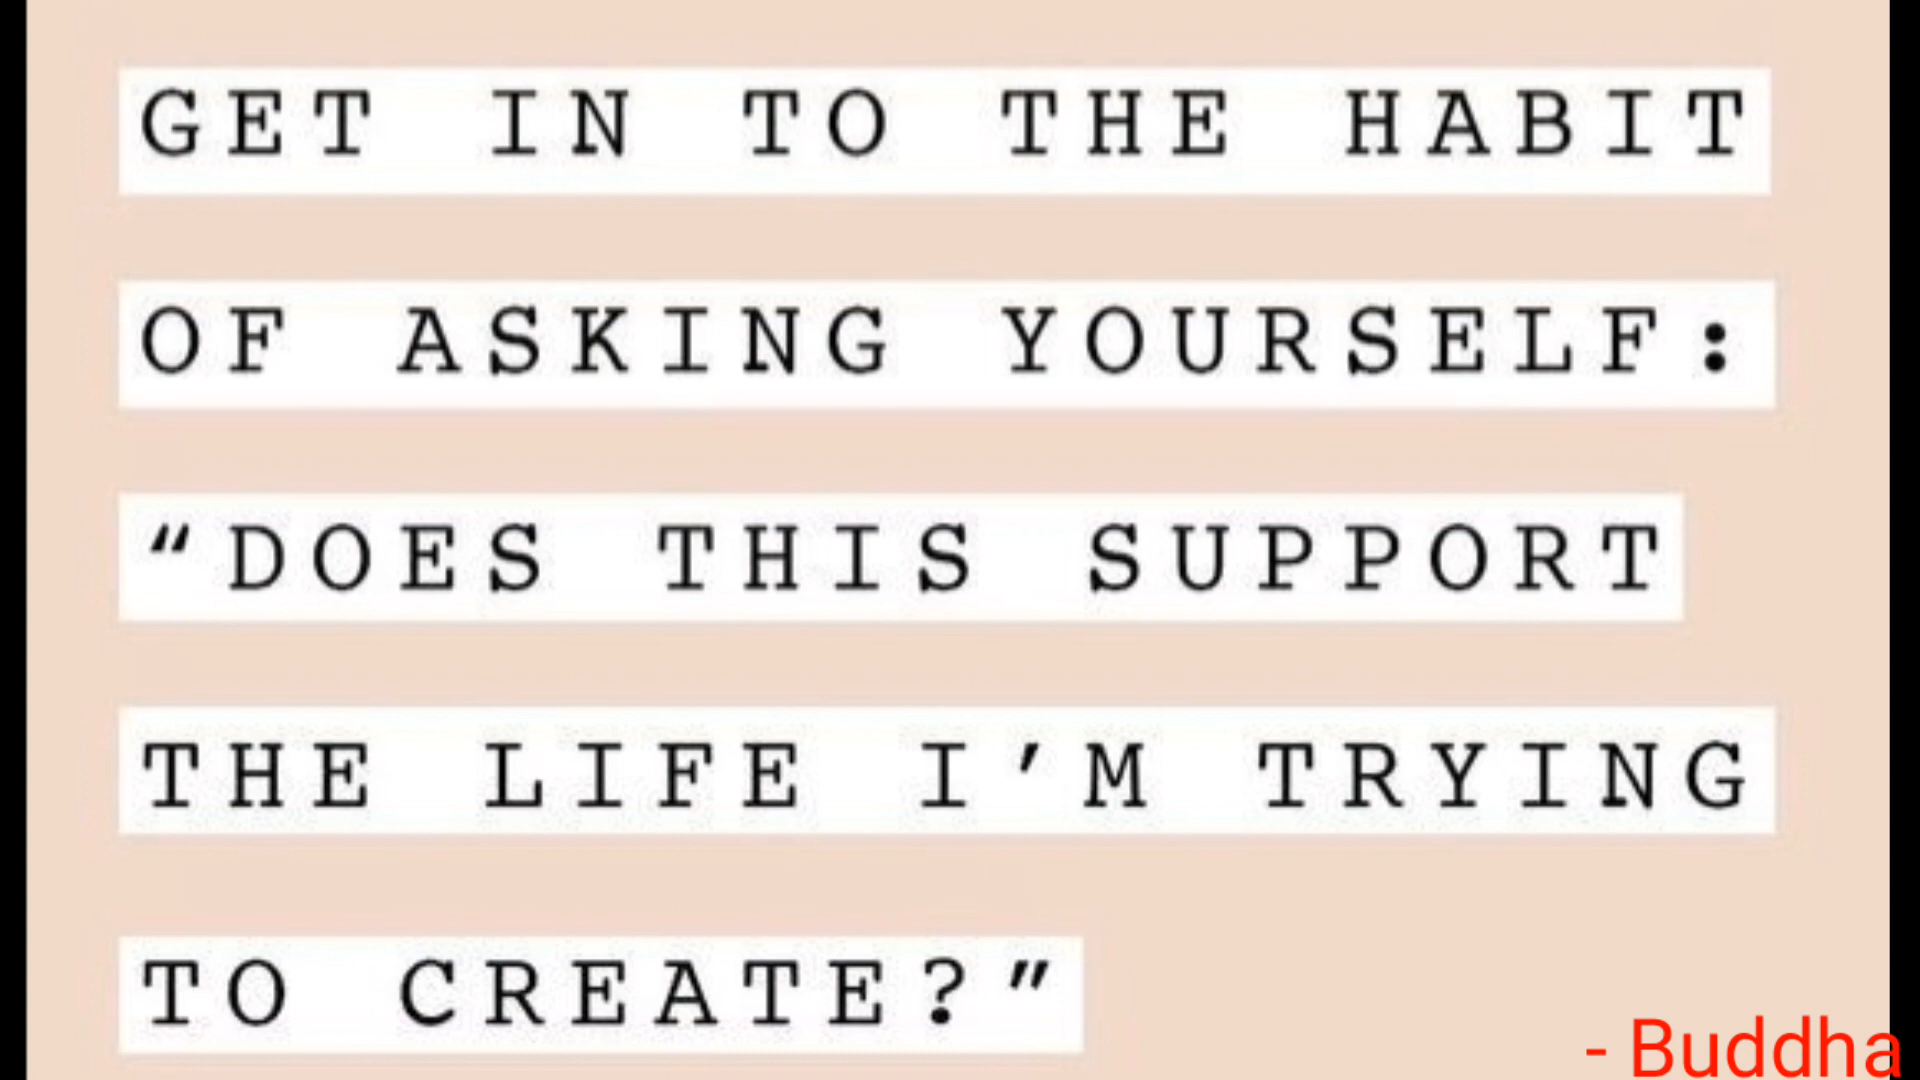 GET IN TO THE HABIT
OF ASKING YOURSELF:
“DOES THIS SUPPORT
THE LIFE I’M TRYING
TO CREATE?”
- Buddha